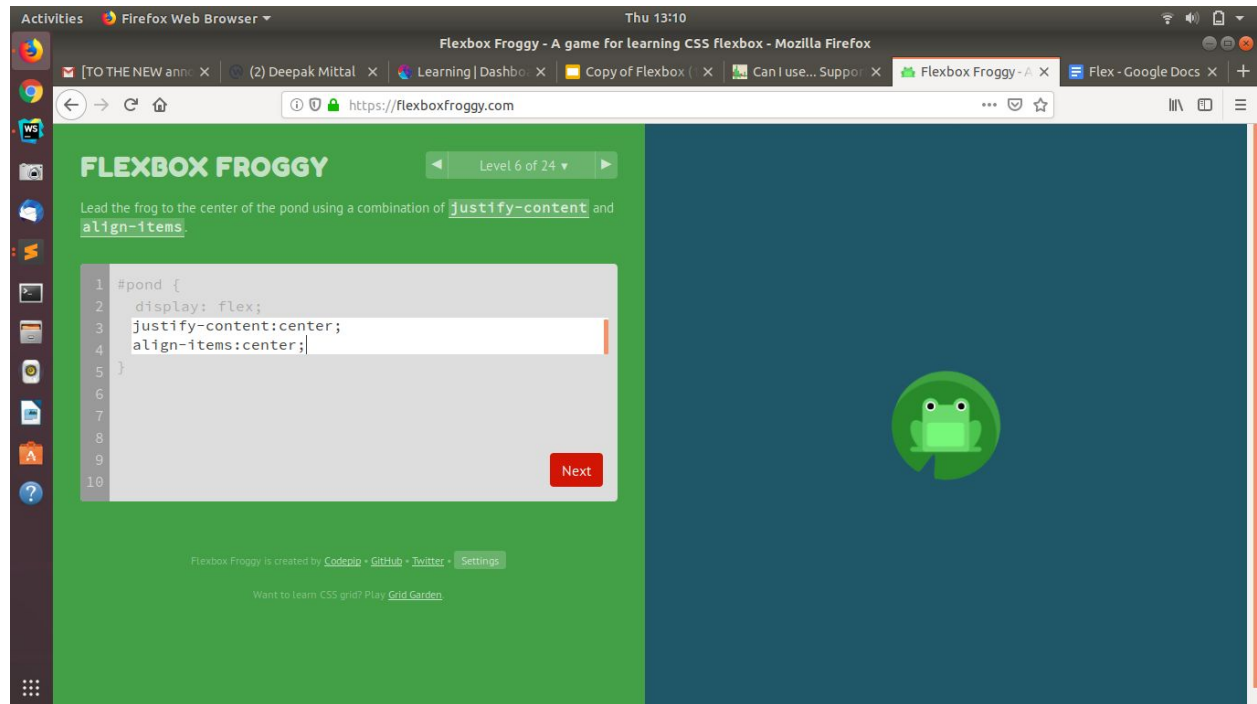 Activities Firefox Web Browser Thu 13:10
Flexbox Froggy - A game for learning CSS flexbox - Mozilla Firefox
[TO THE NEW anno (2) Deepak Mittal Learning | Dashbo Copy of Flexbox (1 Can I use... Suppor Flexbox Froggy - A Flex - Google Docs
https://flexboxfroggy.com
WS
FLEXBOX FROGGY
Level 6 of 24
Lead the frog to the center of the pond using a combination of justify-content and
align-items.
1 #pond {
2 display: flex;
3 justify-content:center;
4 align-items:center;
5 }
6
7
8
9
10
Next
Flexbox Froggy is created by Codepip • GitHub • Twitter • Settings
Want to learn CSS grid? Play Grid Garden.